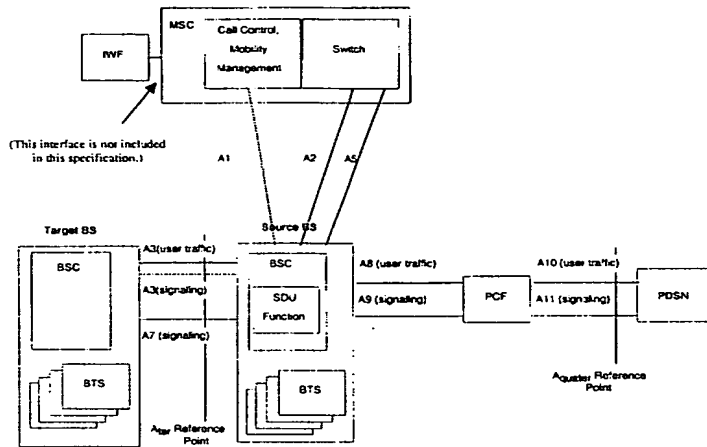 MSC
Call Control,
Mobility
Management
Switch
IWF
(This interface is not included
in this specification.)
A1
A2
A5
Target BS
Source BS
BSC
A3(user traffic)
A3(signaling)
A7 (signaling)
BSC
SDU
Function
A8 (user traffic)
A9 (signaling)
PCF
A10 (user traffic)
A11 (signaling)
PDSN
BTS
BTS
Ater Reference
Point
Aquater Reference
Point